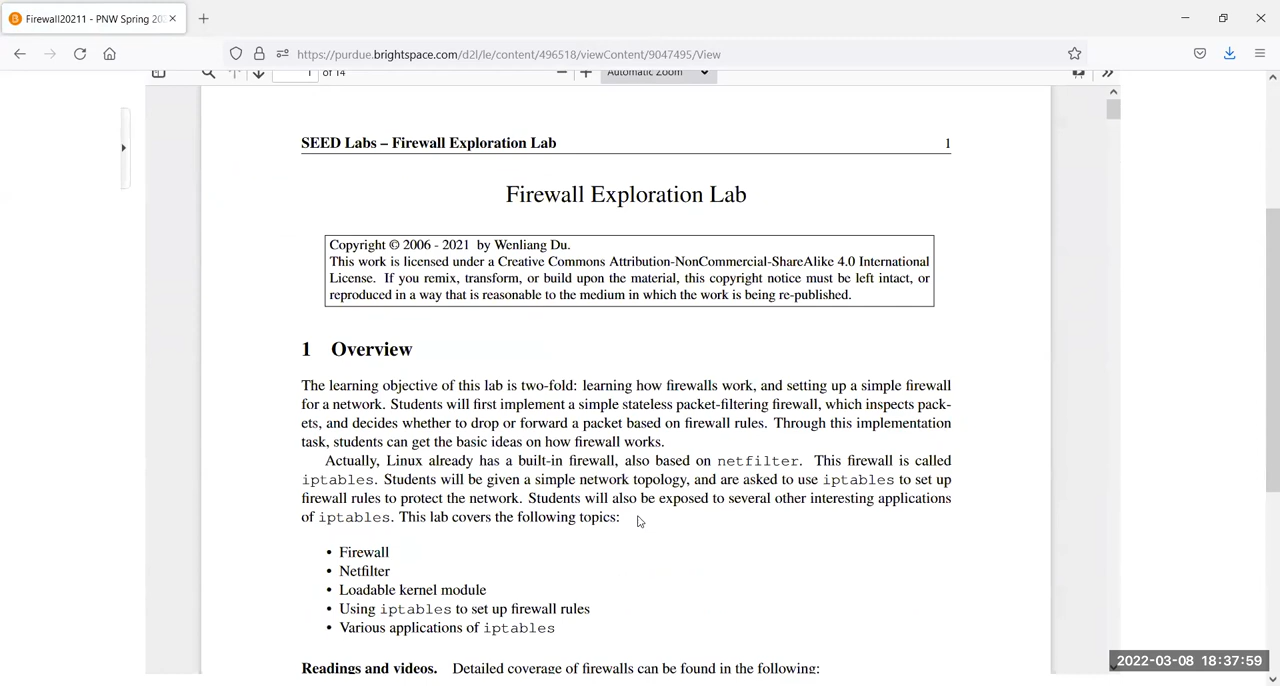 Firewall20211 - PNW Spring 202
https://purdue.brightspace.com/d2l/le/content/496518/viewContent/9047495/View
1 of 14
Automatic Zoom
SEED Labs – Firewall Exploration Lab 1
Firewall Exploration Lab
Copyright © 2006 - 2021 by Wenliang Du.
This work is licensed under a Creative Commons Attribution-NonCommercial-ShareAlike 4.0 International
License. If you remix, transform, or build upon the material, this copyright notice must be left intact, or
reproduced in a way that is reasonable to the medium in which the work is being re-published.
1 Overview
The learning objective of this lab is two-fold: learning how firewalls work, and setting up a simple firewall
for a network. Students will first implement a simple stateless packet-filtering firewall, which inspects pack-
ets, and decides whether to drop or forward a packet based on firewall rules. Through this implementation
task, students can get the basic ideas on how firewall works.
Actually, Linux already has a built-in firewall, also based on netfilter. This firewall is called
iptables. Students will be given a simple network topology, and are asked to use iptables to set up
firewall rules to protect the network. Students will also be exposed to several other interesting applications
of iptables. This lab covers the following topics:
• Firewall
• Netfilter
• Loadable kernel module
• Using iptables to set up firewall rules
• Various applications of iptables
Readings and videos. Detailed coverage of firewalls can be found in the following:
2022-03-08 18:37:59